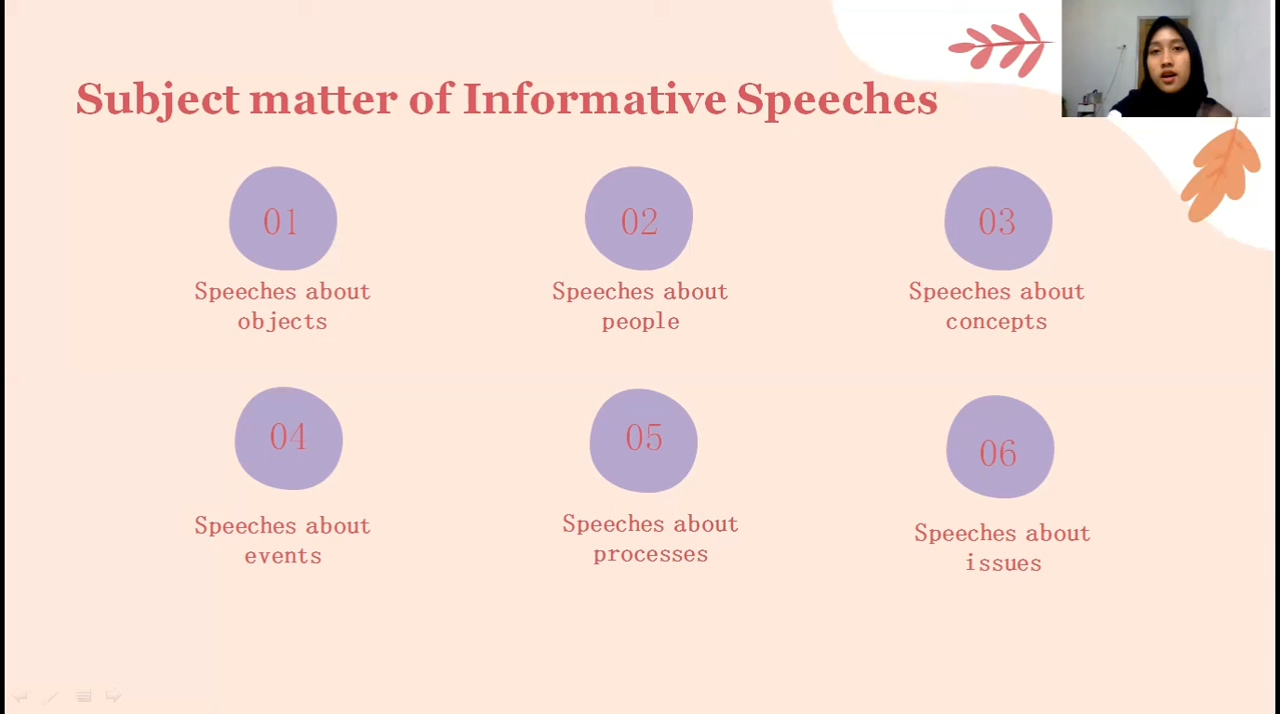 Subject matter of Informative Speeches
01
Speeches about
objects
02
Speeches about
people
03
Speeches about
concepts
04
Speeches about
events
05
Speeches about
processes
06
Speeches about
issues